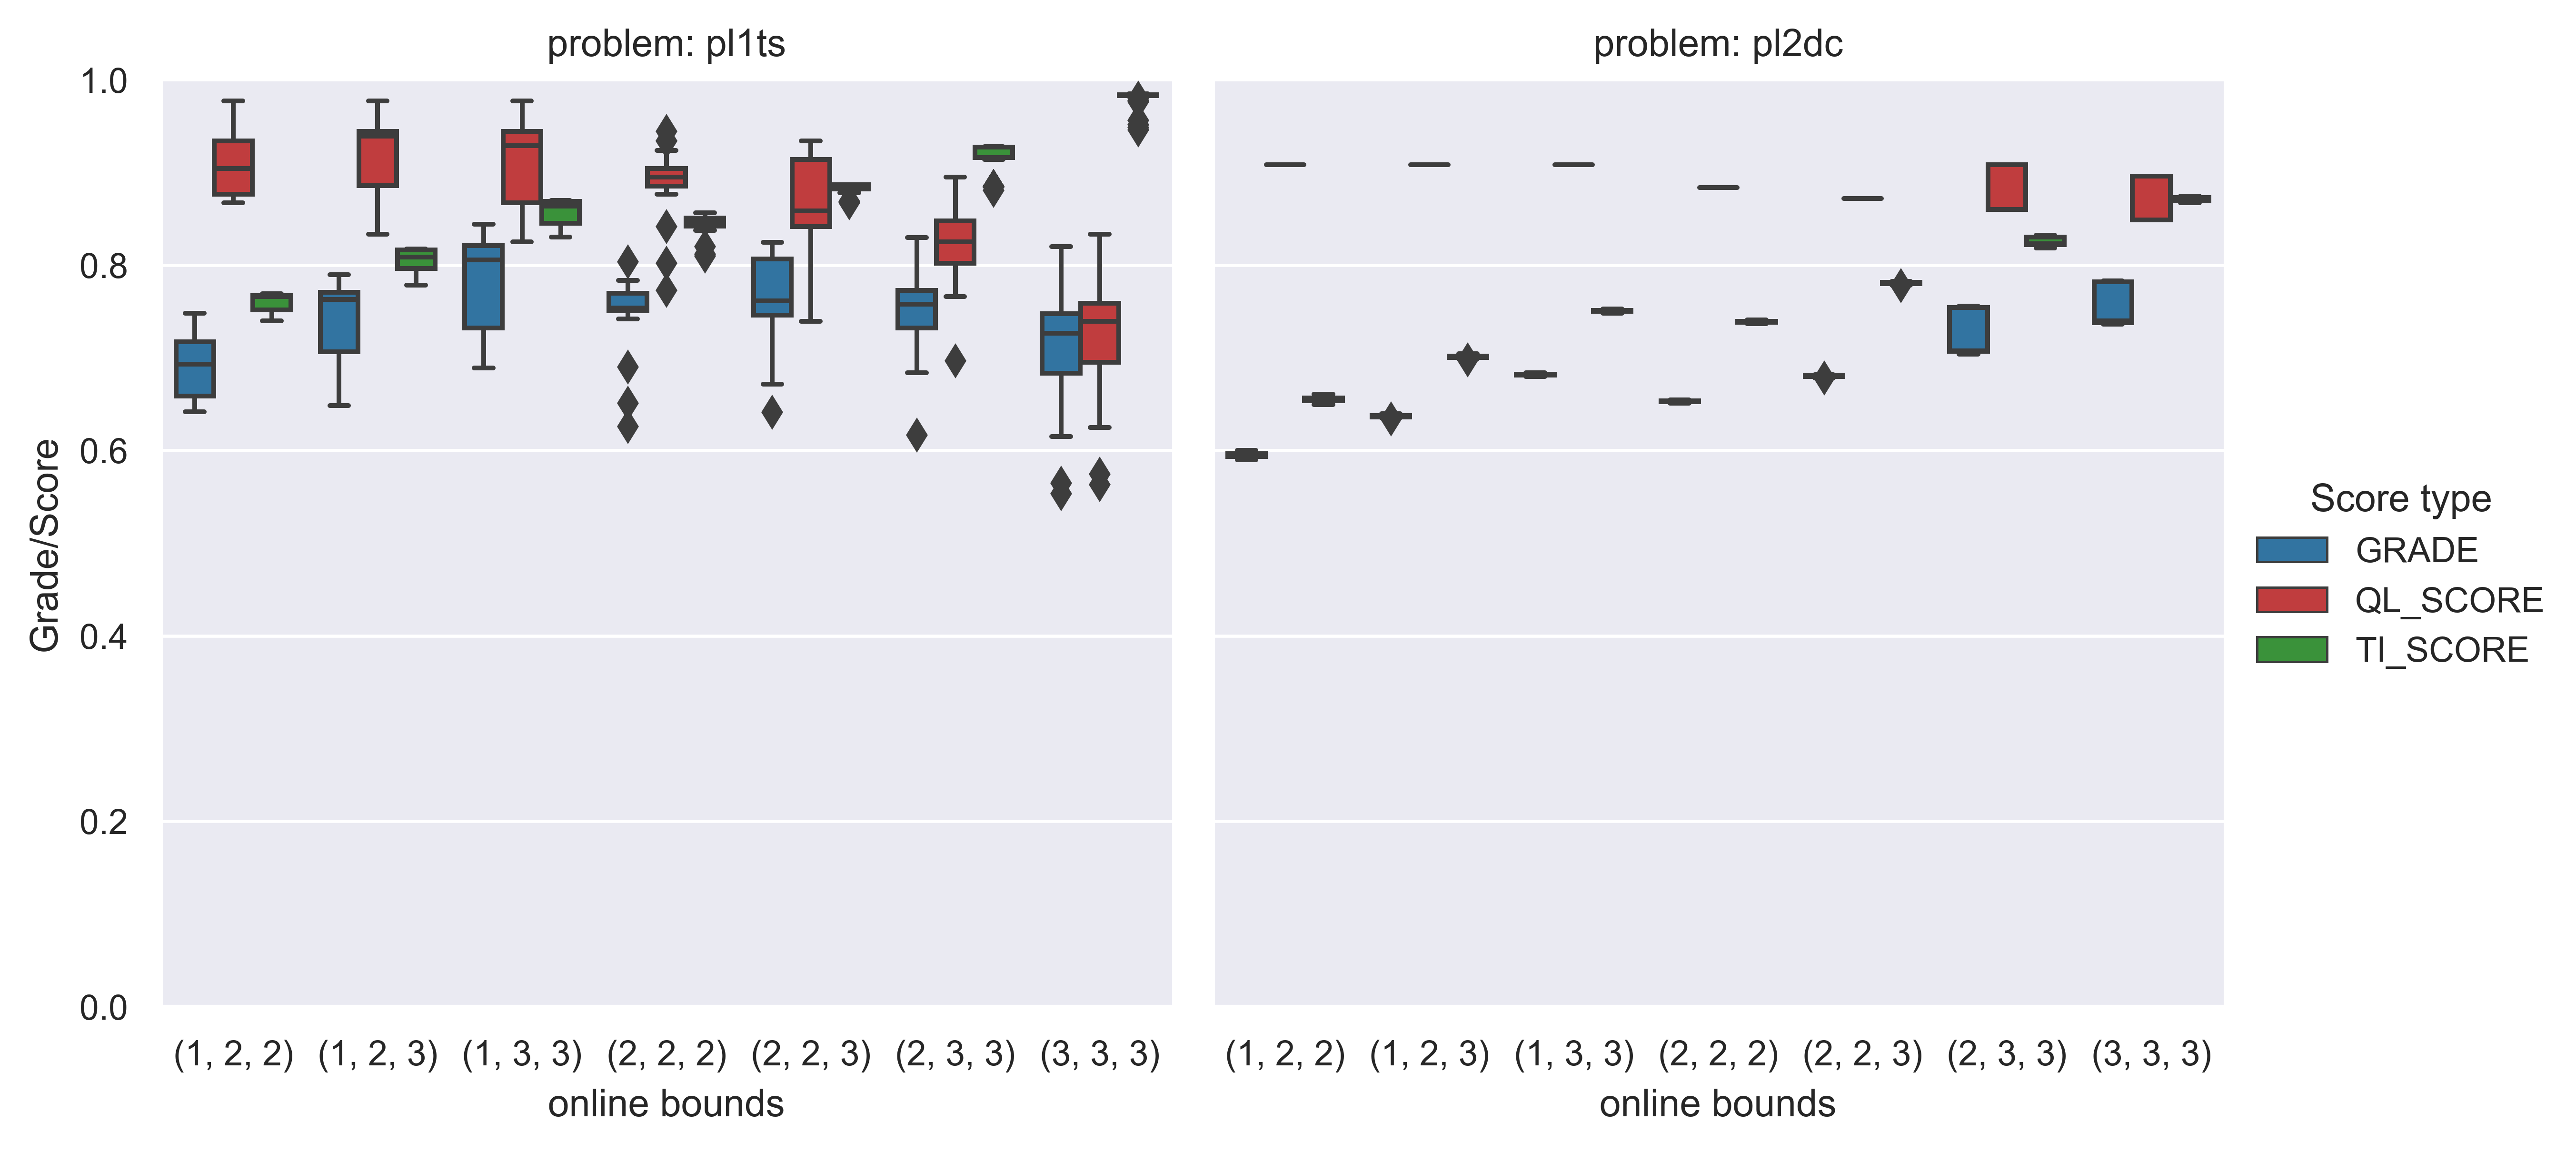 problem: pl1ts
problem: pl2dc
Grade/Score
1.0
0.8
0.6
0.4
0.2
0.0
(1, 2, 2) (1, 2, 3) (1, 3, 3) (2, 2, 2) (2, 2, 3) (2, 3, 3) (3, 3, 3)
online bounds
(1, 2, 2) (1, 2, 3) (1, 3, 3) (2, 2, 2) (2, 2, 3) (2, 3, 3) (3, 3, 3)
online bounds
Score type
GRADE
QL_SCORE
TI_SCORE